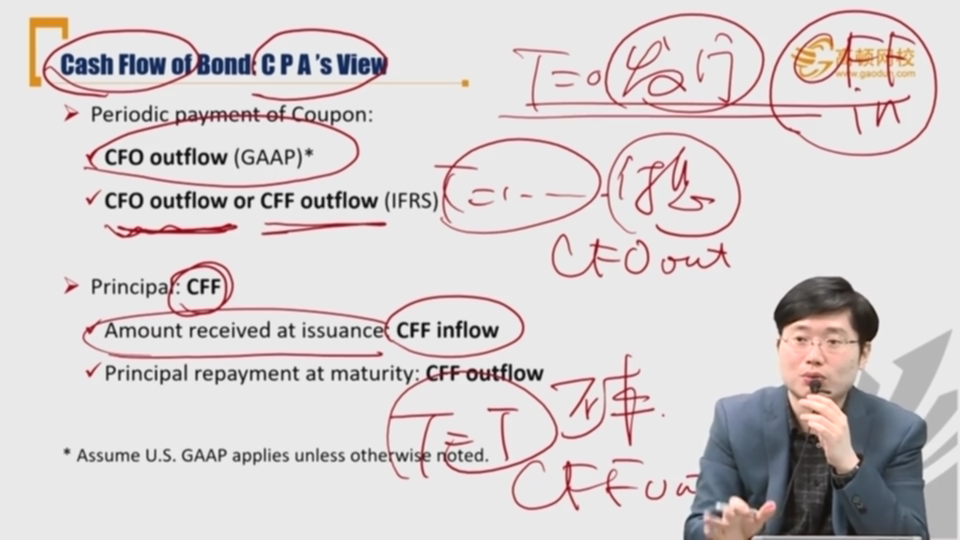 Cash Flow of Bond: C P A 's View
T=0 发行 CFF in
高顿网校
www.gaodun.com
➤ Periodic payment of Coupon:
✓ CFO outflow (GAAP)*
✓ CFO outflow or CFF outflow (IFRS)
T=1 ---- 付息
CFO out
➤ Principal: CFF
✓ Amount received at issuance: CFF inflow
✓ Principal repayment at maturity: CFF outflow
T=T
CFF out
* Assume U.S. GAAP applies unless otherwise noted.